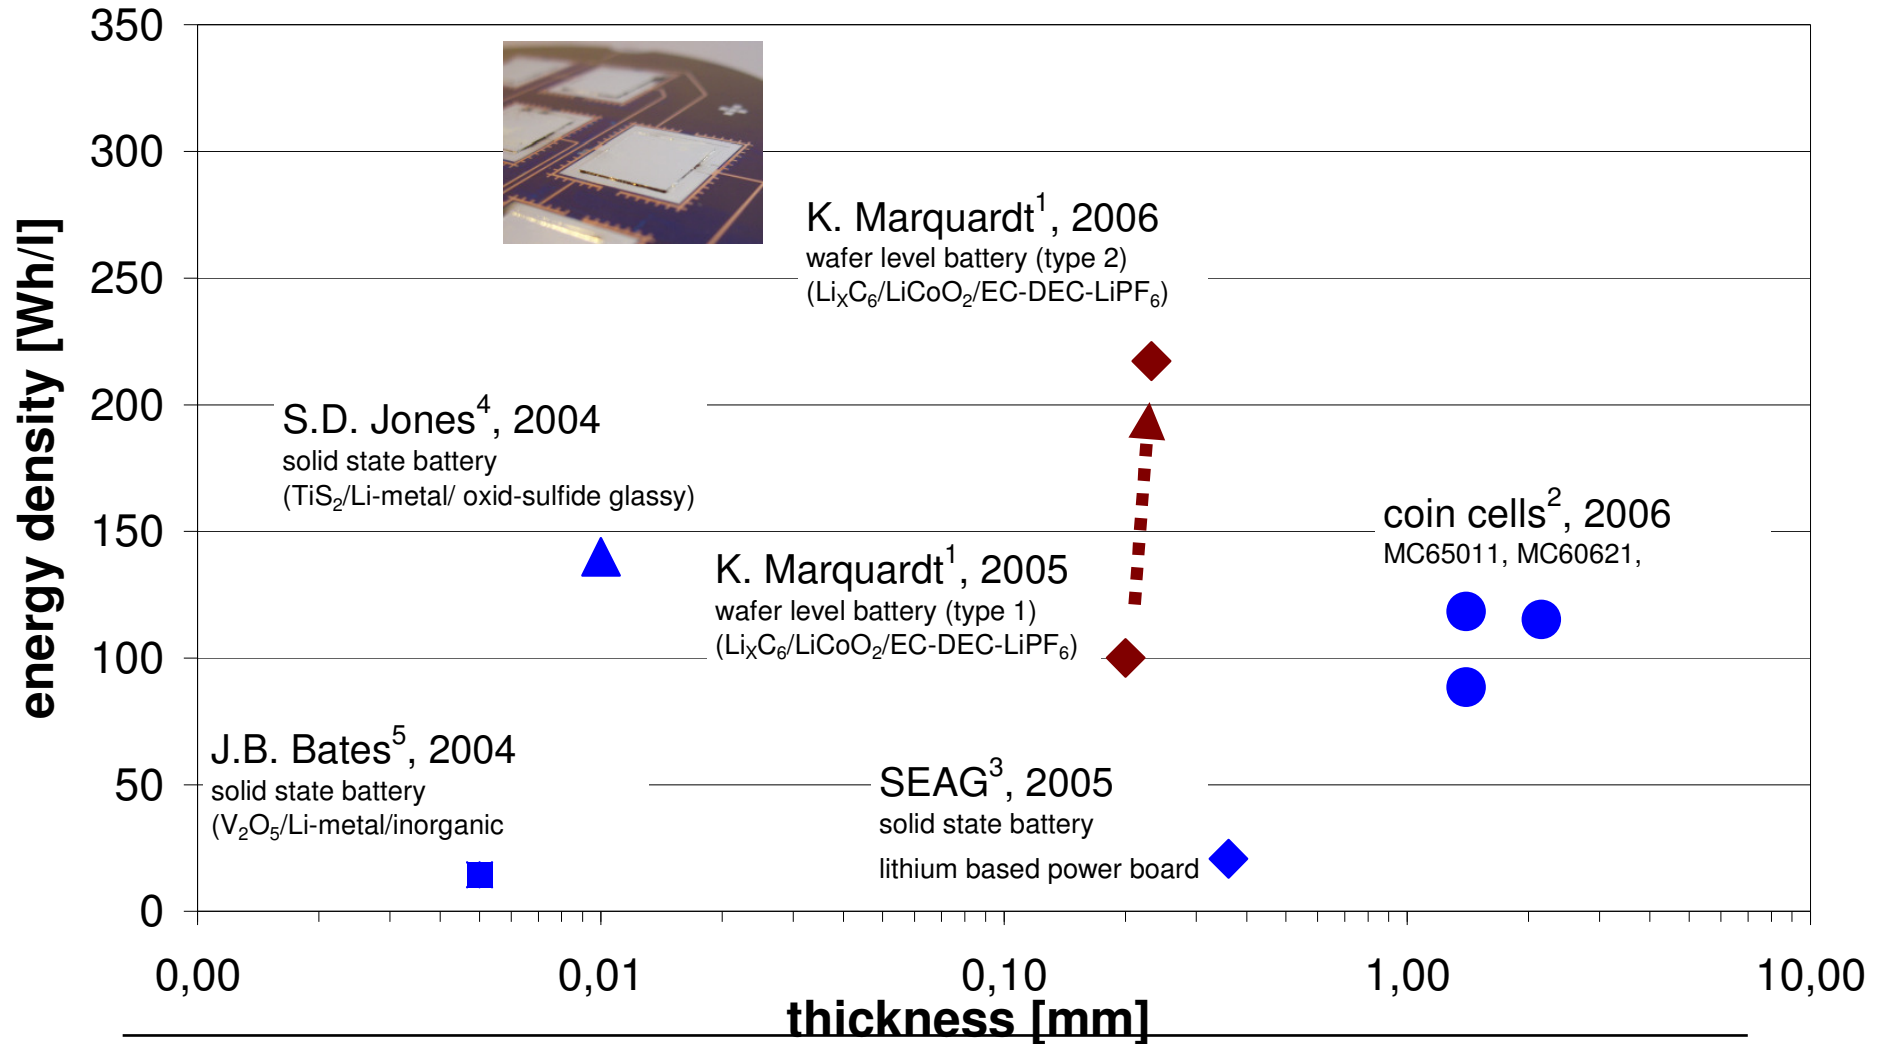 350
300
250
200
150
100
50
0
energy density [Wh/l]
K. Marquardt¹, 2006
wafer level battery (type 2)
(LiₓC₆/LiCoO₂/EC-DEC-LiPF₆)
S.D. Jones⁴, 2004
solid state battery
(TiS₂/Li-metal/ oxid-sulfide glassy)
coin cells², 2006
MC65011, MC60621,
K. Marquardt¹, 2005
wafer level battery (type 1)
(LiₓC₆/LiCoO₂/EC-DEC-LiPF₆)
J.B. Bates⁵, 2004
solid state battery
(V₂O₅/Li-metal/inorganic
SEAG³, 2005
solid state battery
lithium based power board
0,00
0,01
0,10
1,00
10,00
thickness [mm]